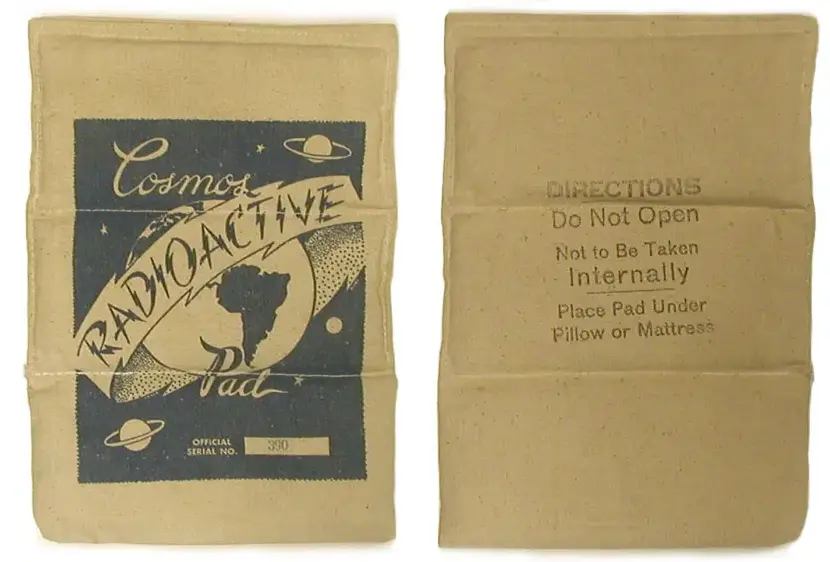 Cosmos
RADIOACTIVE
Pad
OFFICIAL
SERIAL NO. 390
DIRECTIONS
Do Not Open
Not to Be Taken
Internally
Place Pad Under
Pillow or Mattress